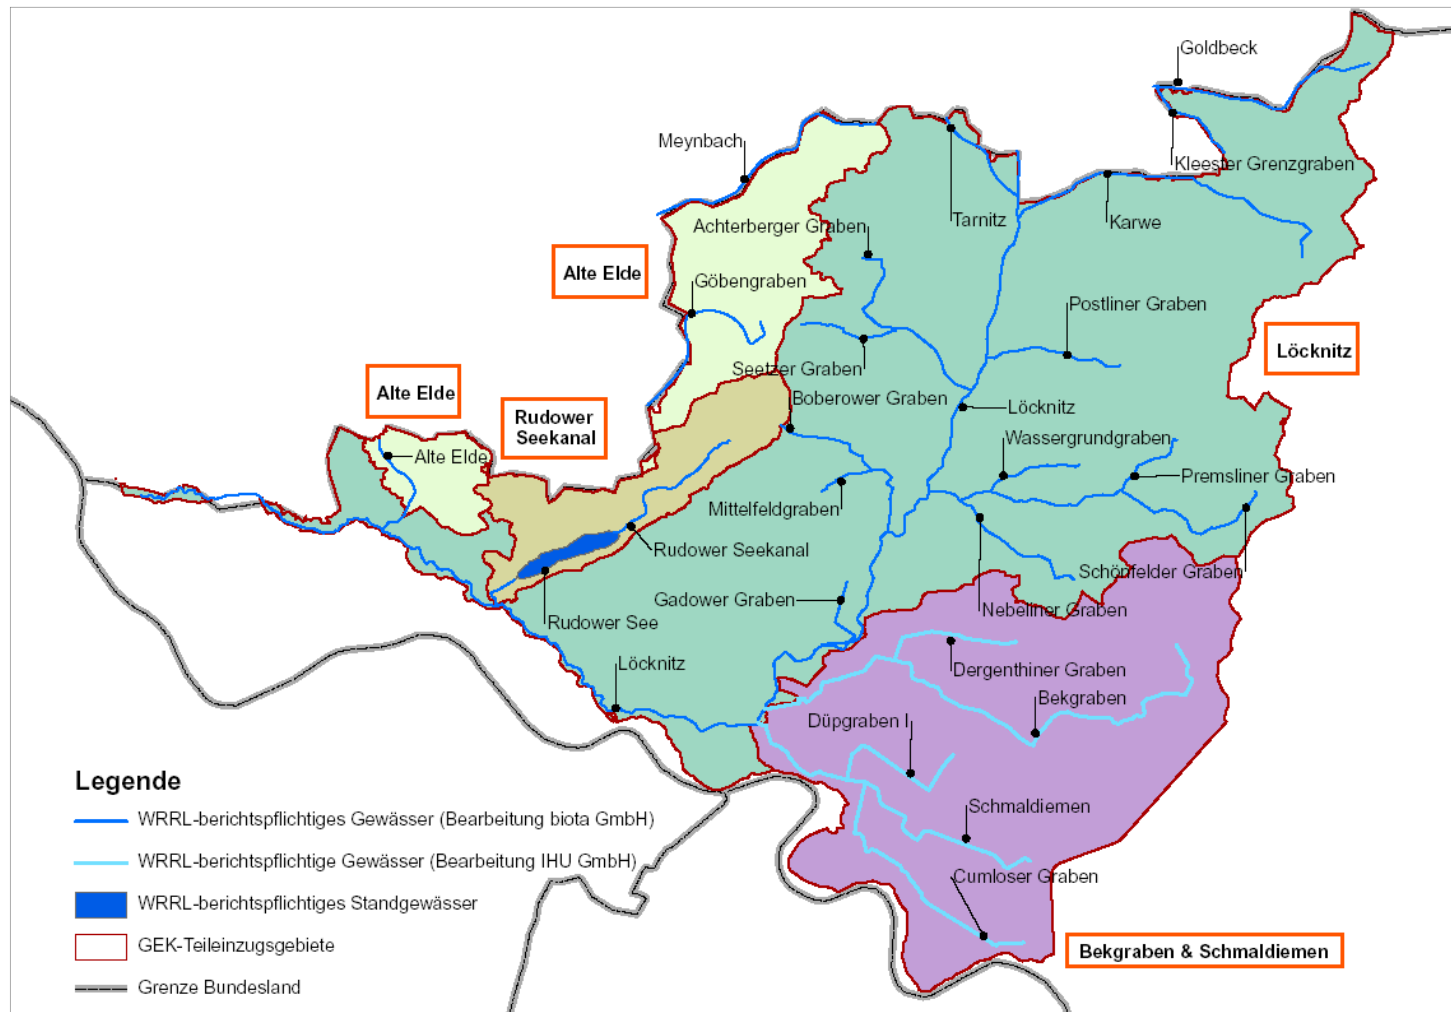 Goldbeck
Meynbach
Kleester Grenzgraben
Achterberger Graben
Tarnitz
Karwe
Alte Elde
Göbengraben
Postliner Graben
Löcknitz
Seetzer Graben
Alte Elde
Boberower Graben
Löcknitz
Rudower
Seekanal
Wassergrundgraben
Alte Elde
Premsliner Graben
Mittelfeldgraben
Rudower Seekanal
Schönfelder Graben
Gadower Graben
Nebeliner Graben
Rudower See
Löcknitz
Dergenthiner Graben
Bekgraben
Düpgraben I
Legende
Schmaldiemen
WRRL-berichtspflichtiges Gewässer (Bearbeitung biota GmbH)
WRRL-berichtspflichtige Gewässer (Bearbeitung IHU GmbH)
Cumloser Graben
WRRL-berichtspflichtiges Standgewässer
GEK-Teileinzugsgebiete
Bekgraben & Schmaldiemen
Grenze Bundesland